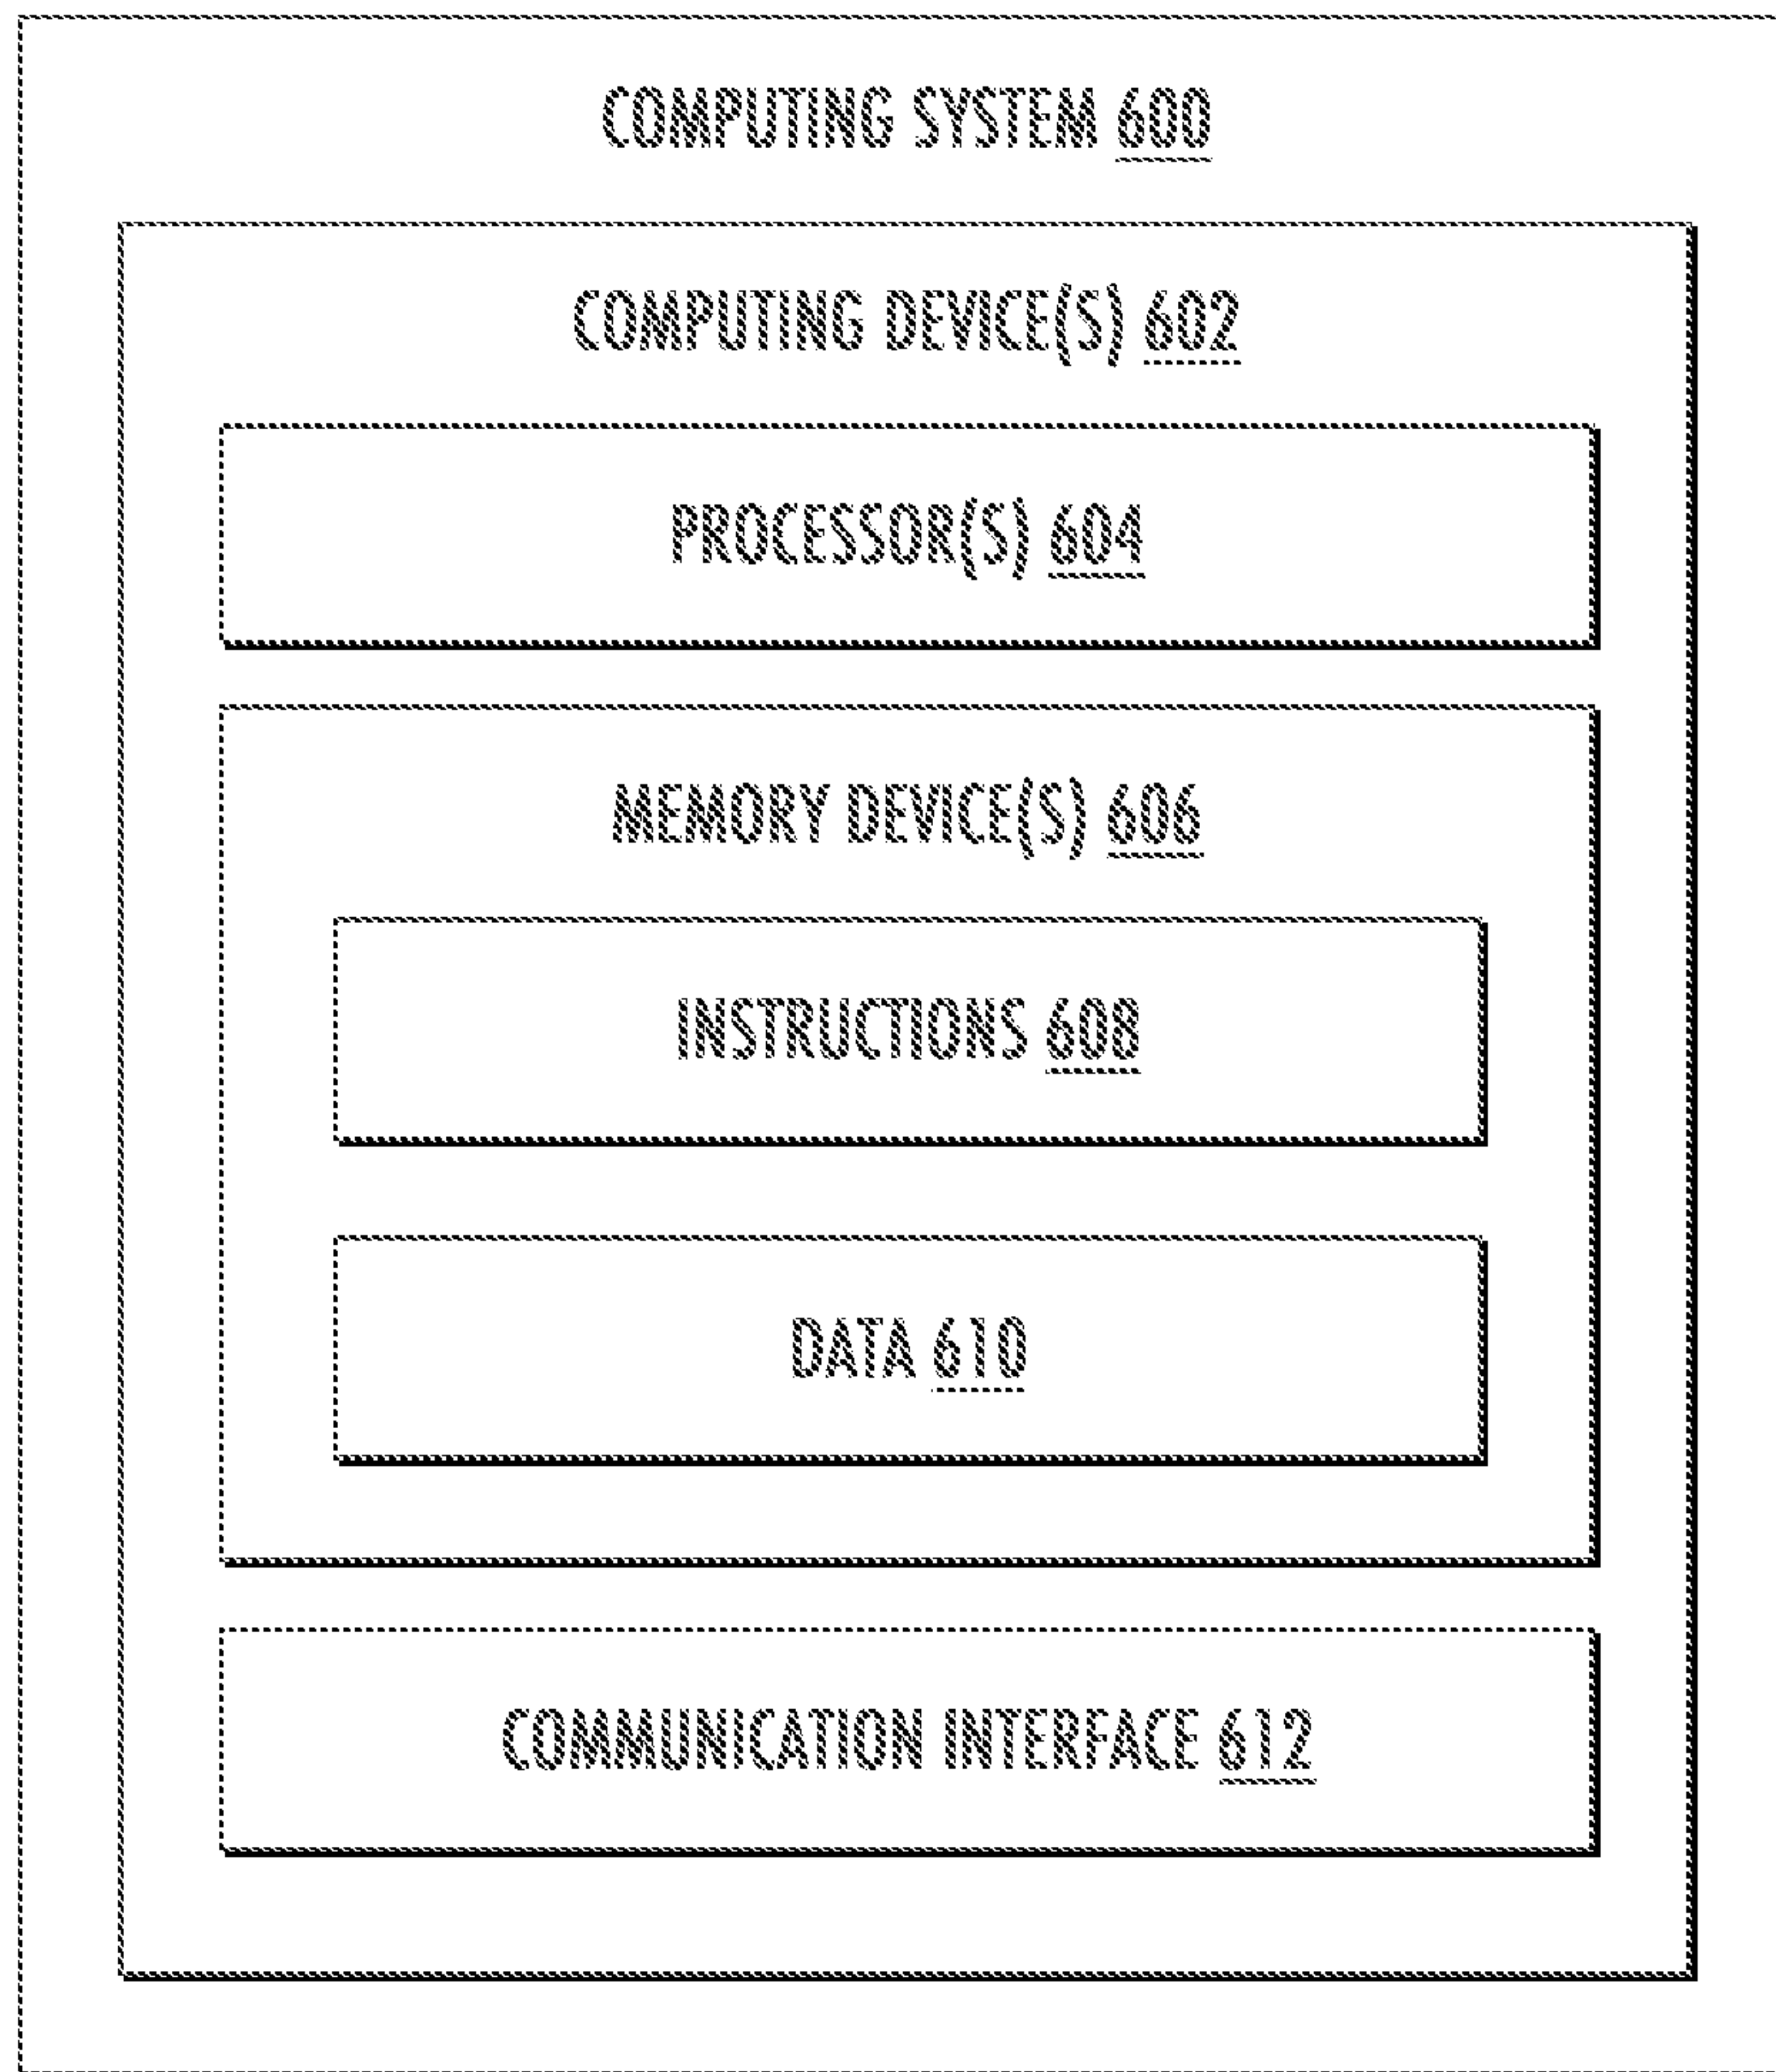 COMPUTING SYSTEM 600
COMPUTING DEVICE(S) 602
PROCESSOR(S) 604
MEMORY DEVICE(S) 606
INSTRUCTIONS 608
DATA 610
COMMUNICATION INTERFACE 612